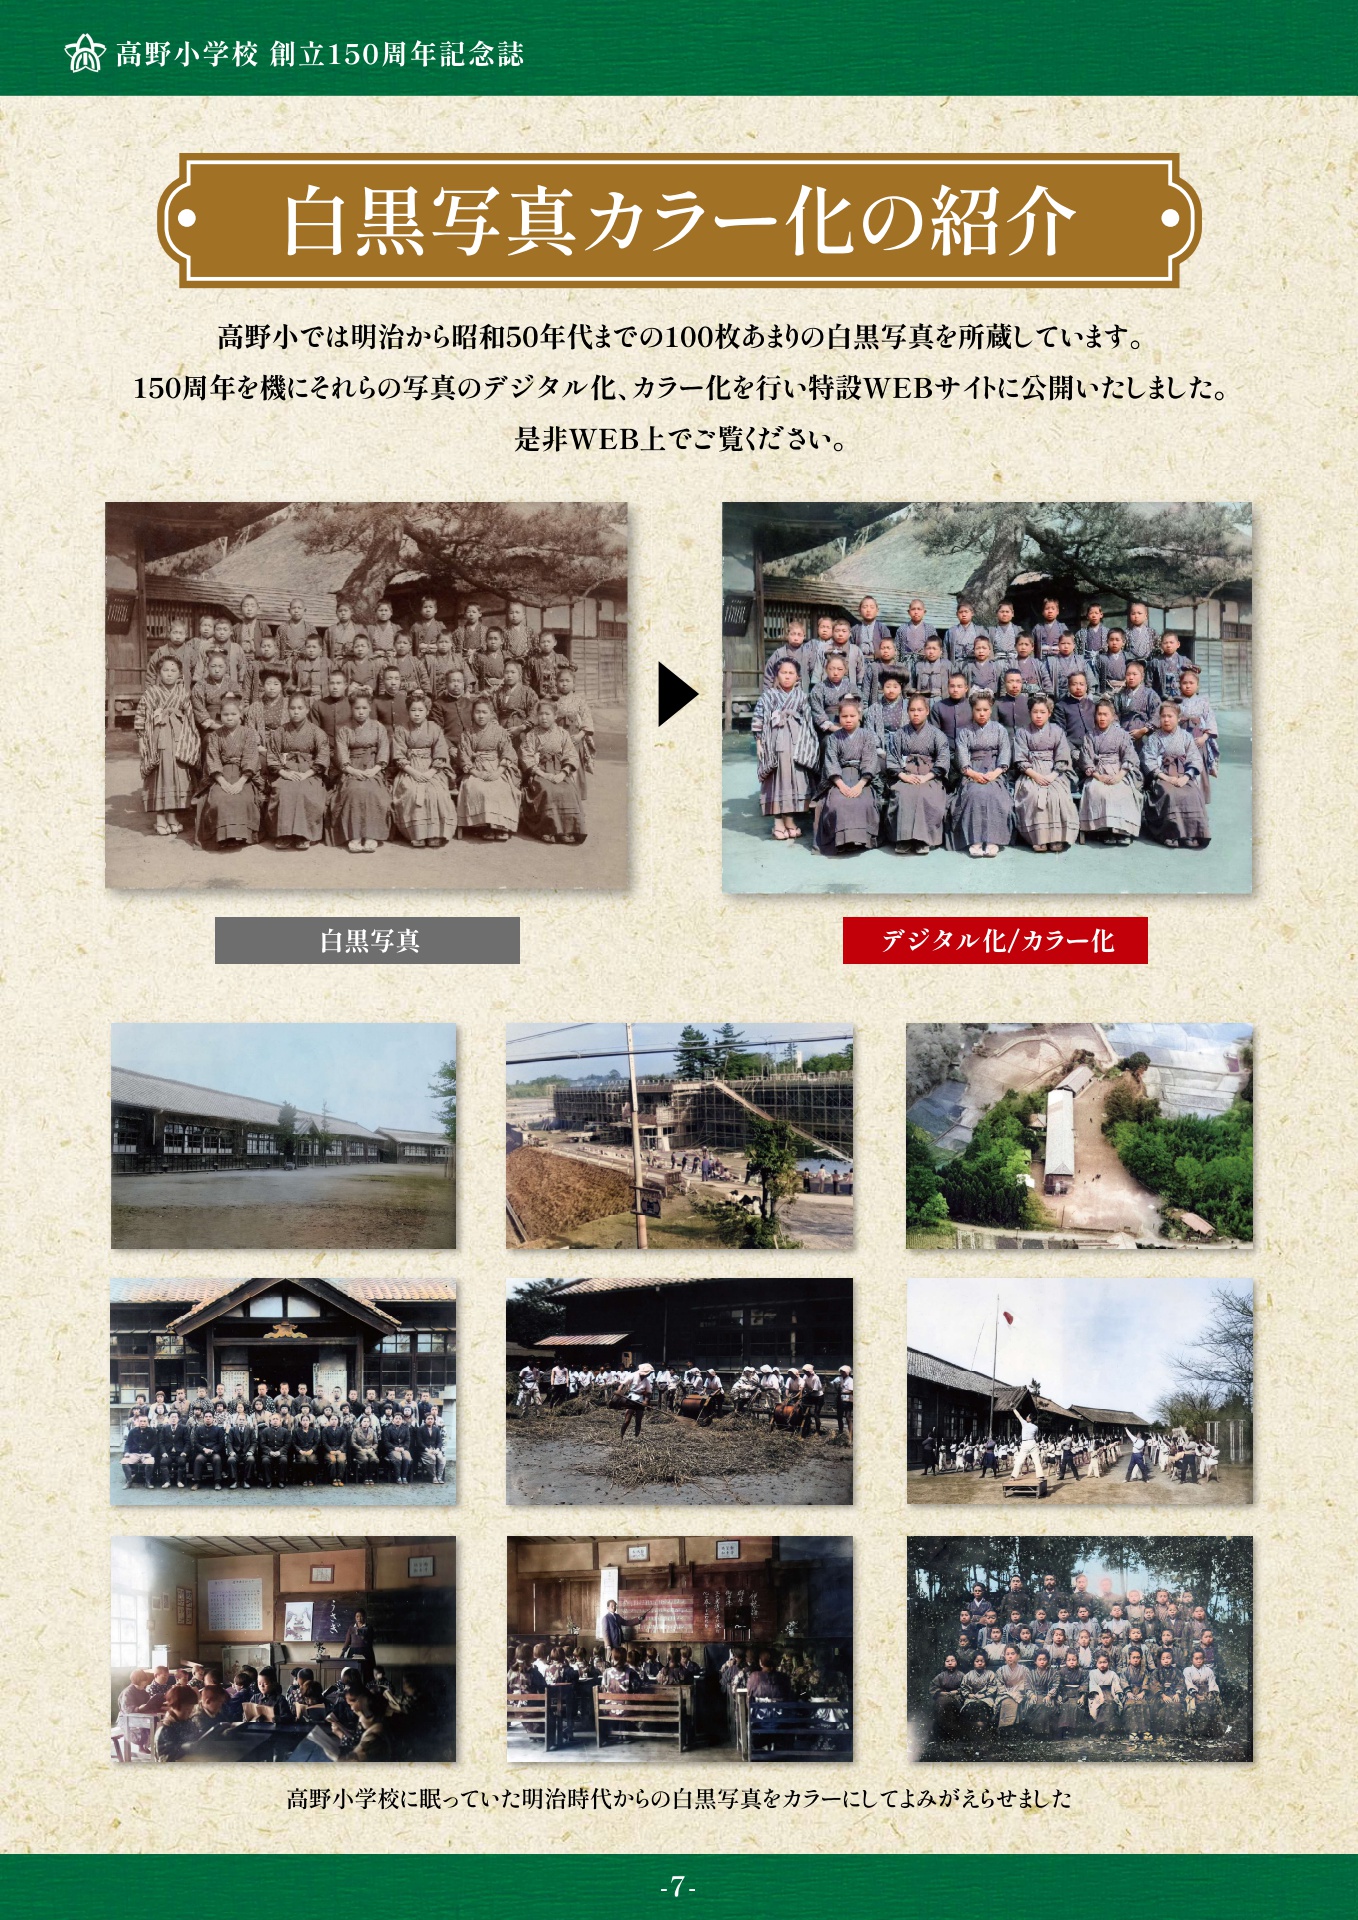 高野小学校 創立150周年記念誌
白黒写真カラー化の紹介
高野小では明治から昭和50年代までの100枚あまりの白黒写真を所蔵しています。
150周年を機にそれらの写真のデジタル化、カラー化を行い特設WEBサイトに公開いたしました。
是非WEB上でご覧ください。
白黒写真
デジタル化/カラー化
うさぎ
高野小学校に眠っていた明治時代からの白黒写真をカラーにしてよみがえらせました
-7-